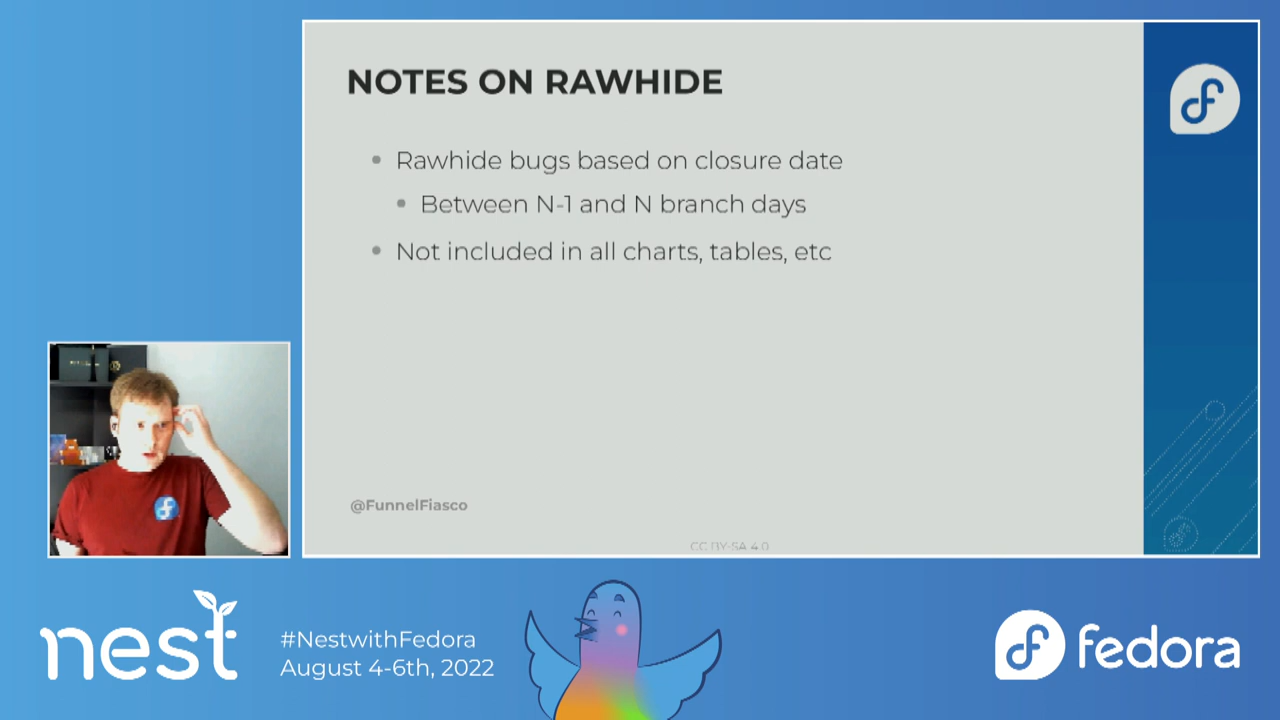 NOTES ON RAWHIDE
Rawhide bugs based on closure date
Between N-1 and N branch days
Not included in all charts, tables, etc
@FunnelFiasco
CC BY-SA 4.0
nest
#NestwithFedora
August 4-6th, 2022
fedora